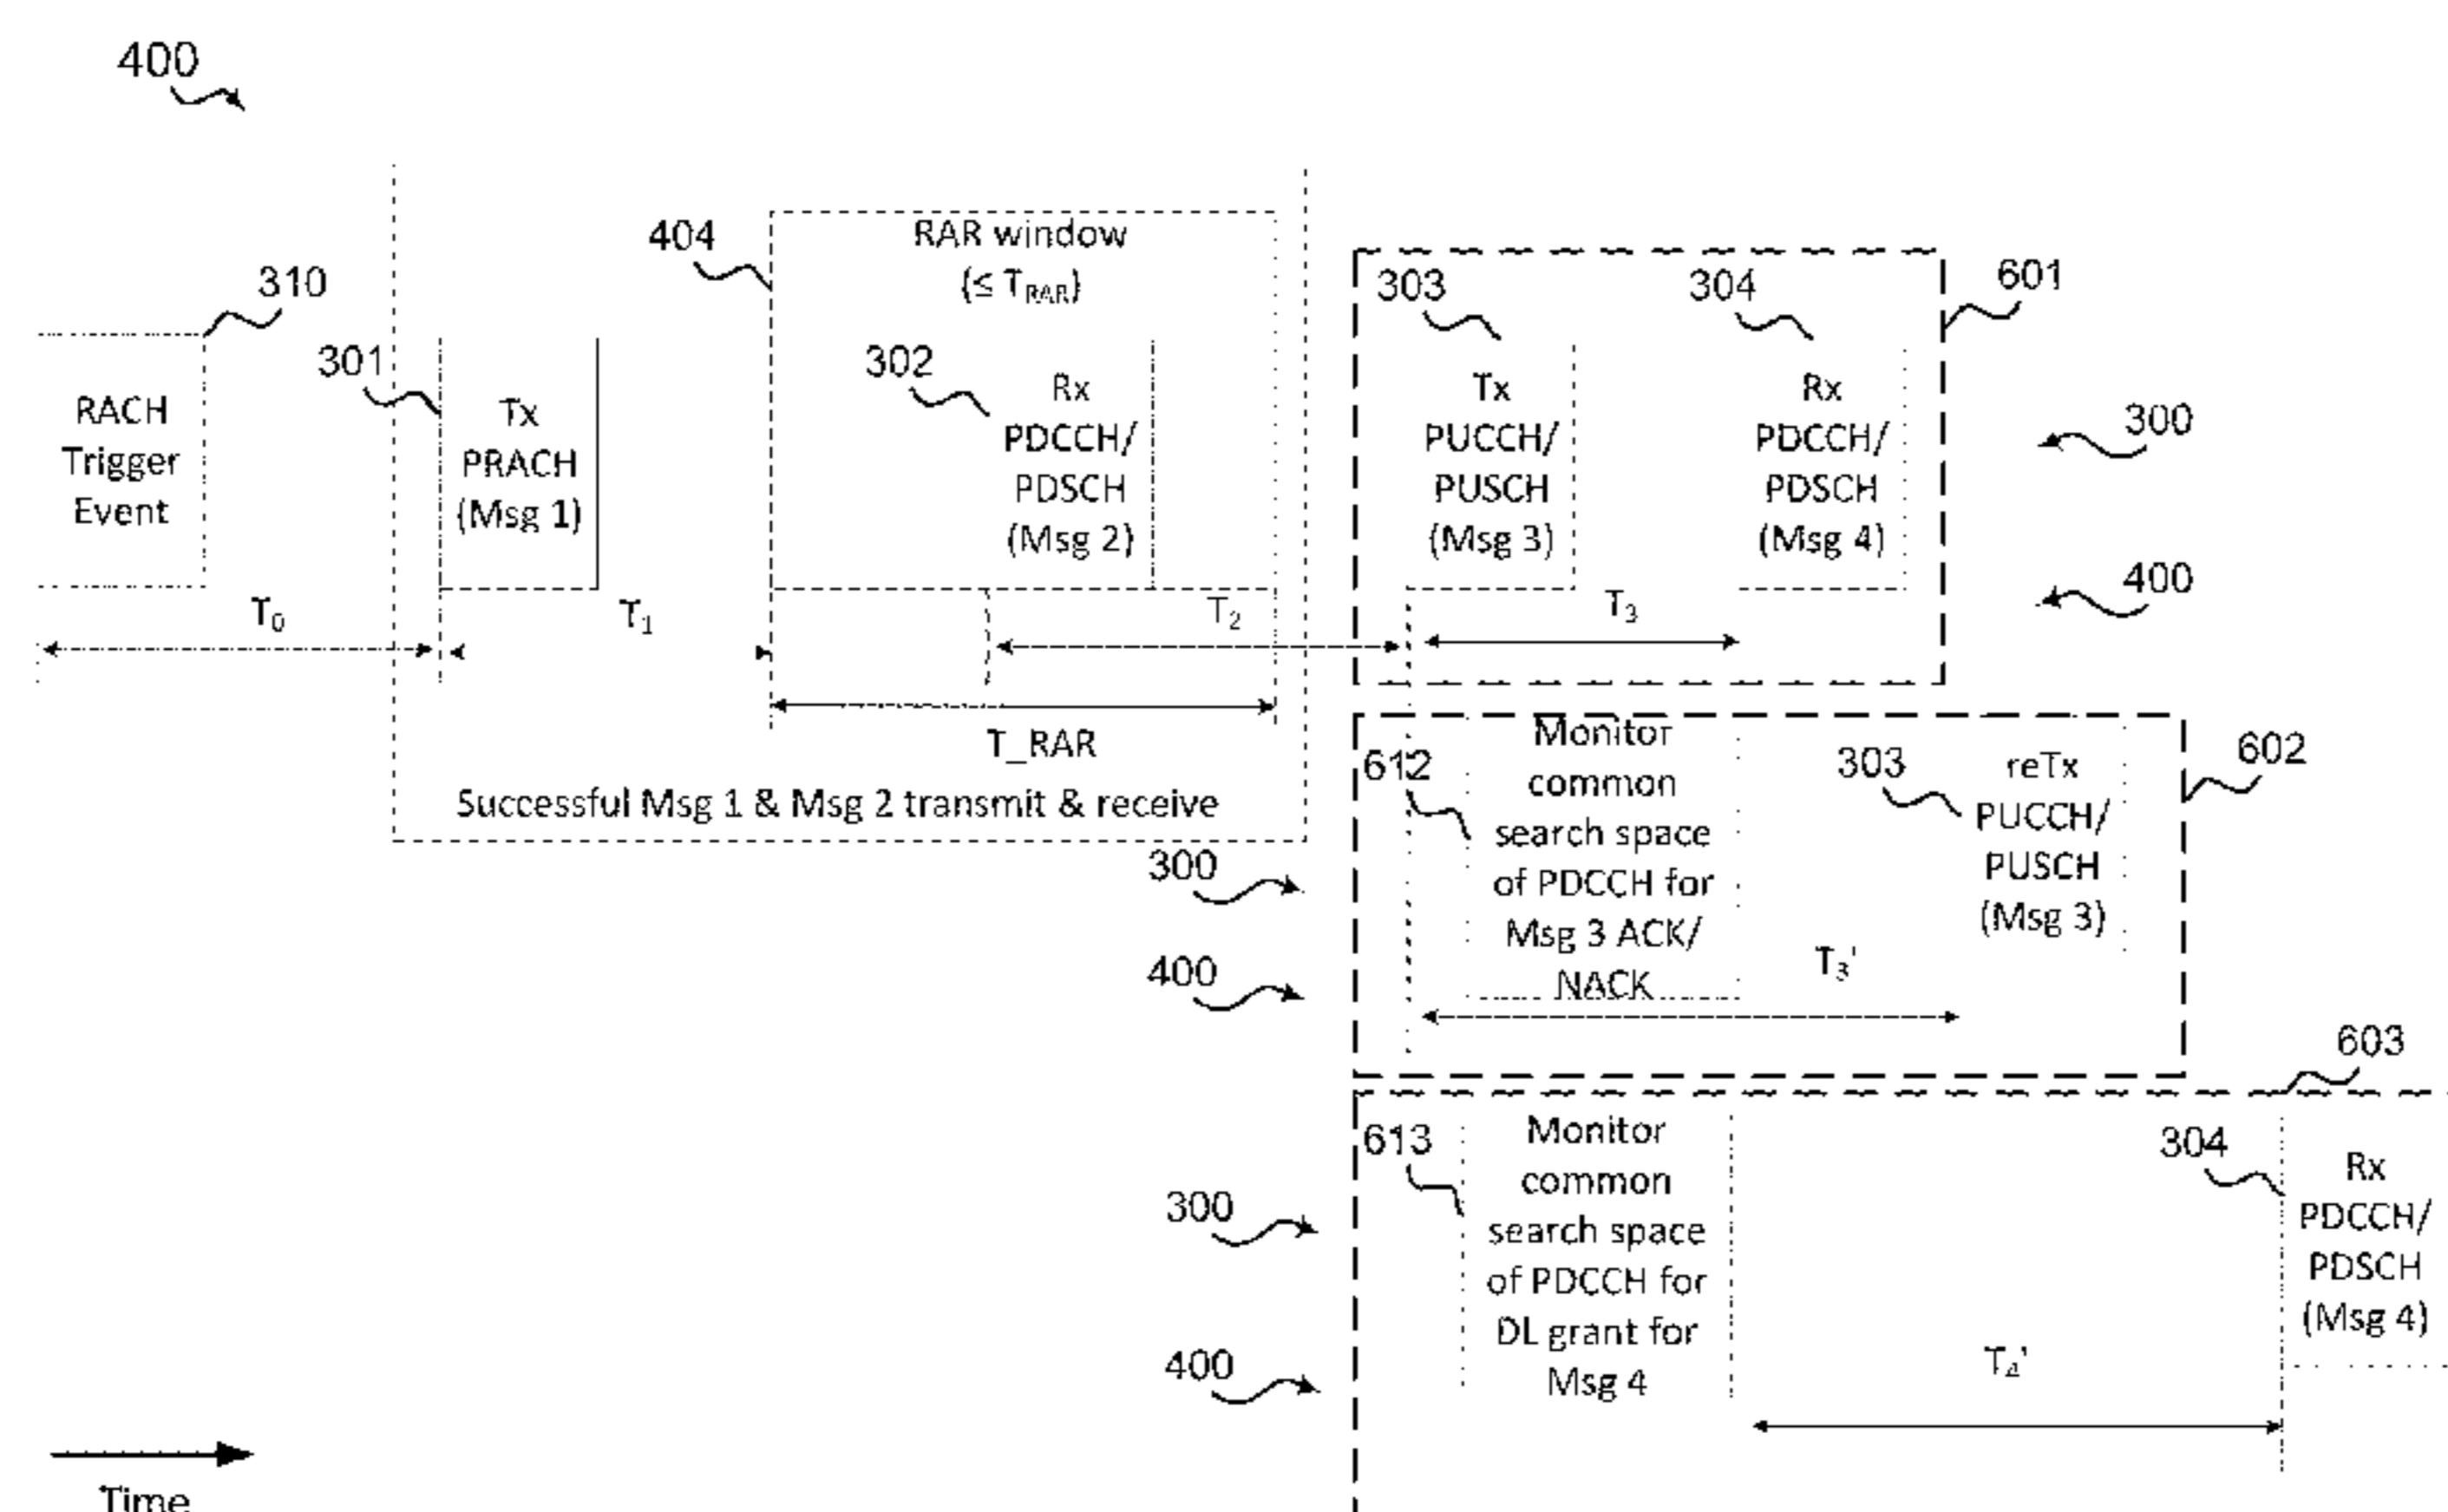 400
310
RACH
Trigger
Event
T0
301
Tx
PRACH
(Msg 1)
T1
404
RAR window
(≤ TRAR)
302
Rx
PDCCH/
PDSCH
(Msg 2)
T2
T_RAR
Successful Msg 1 & Msg 2 transmit & receive
303
Tx
PUCCH/
PUSCH
(Msg 3)
304
Rx
PDCCH/
PDSCH
(Msg 4)
T3
601
300
400
612
Monitor
common
search space
of PDCCH for
Msg 3 ACK/
NACK
303
reTx
PUCCH/
PUSCH
(Msg 3)
T3'
602
300
400
603
613
Monitor
common
search space
of PDCCH for
DL grant for
Msg 4
304
Rx
PDCCH/
PDSCH
(Msg 4)
T4'
300
400
Time